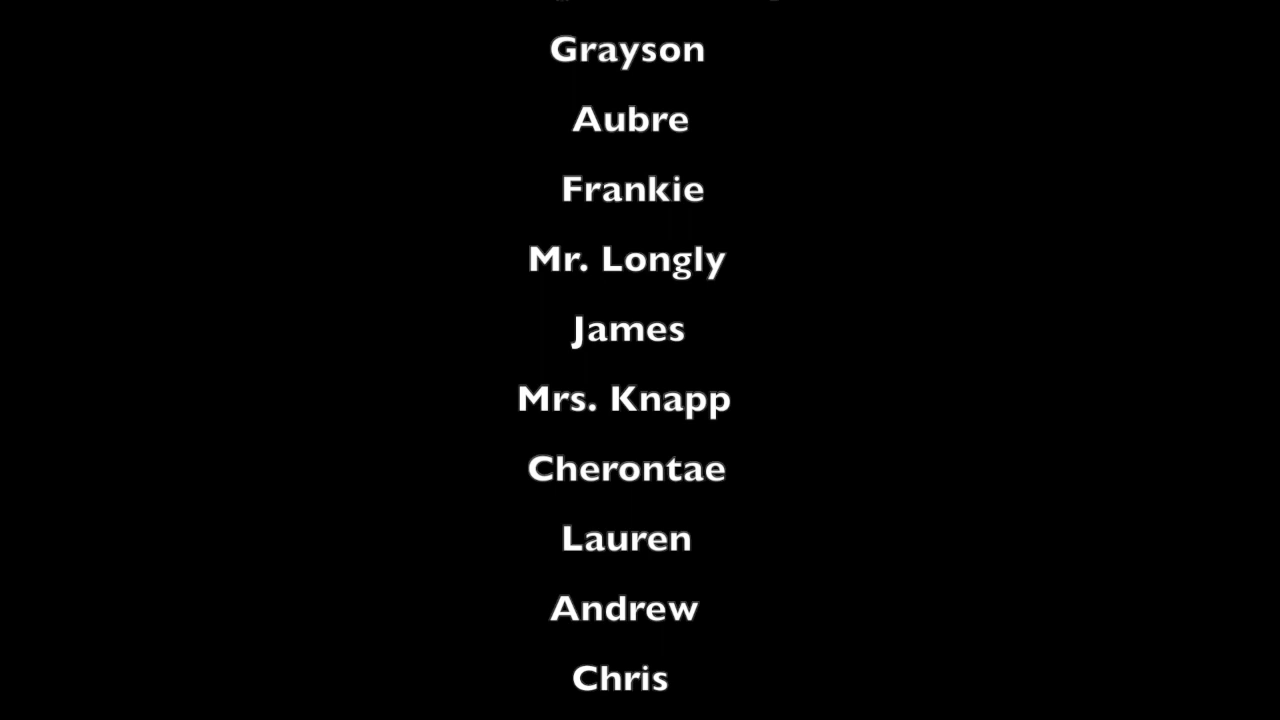 Grayson
Aubre
Frankie
Mr. Longly
James
Mrs. Knapp
Cherontae
Lauren
Andrew
Chris